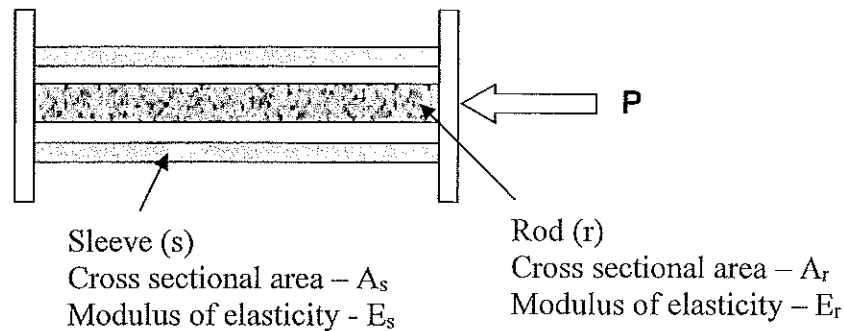 P
Sleeve (s)
Cross sectional area – Aₛ
Modulus of elasticity - Eₛ
Rod (r)
Cross sectional area – Aᵣ
Modulus of elasticity – Eᵣ